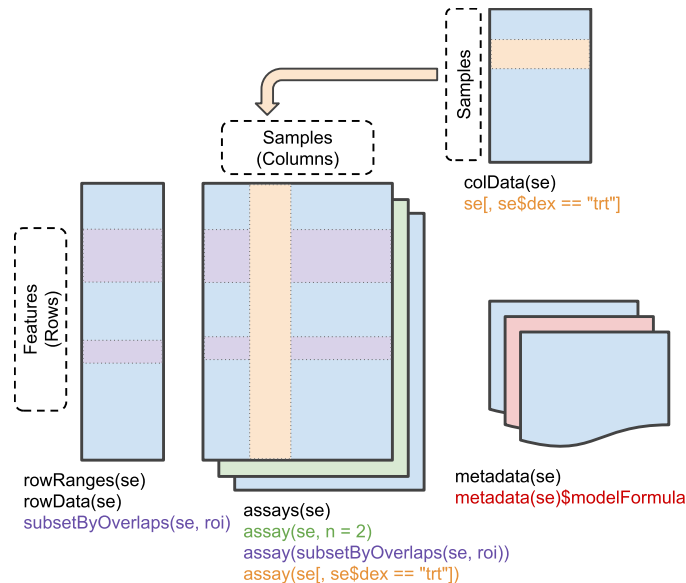 Samples
Samples
(Columns)
colData(se)
se[, se$dex == "trt"]
Features
(Rows)
rowRanges(se)
rowData(se)
subsetByOverlaps(se, roi)
assays(se)
assay(se, n = 2)
assay(subsetByOverlaps(se, roi))
assay(se[, se$dex == "trt"])
metadata(se)
metadata(se)$modelFormula